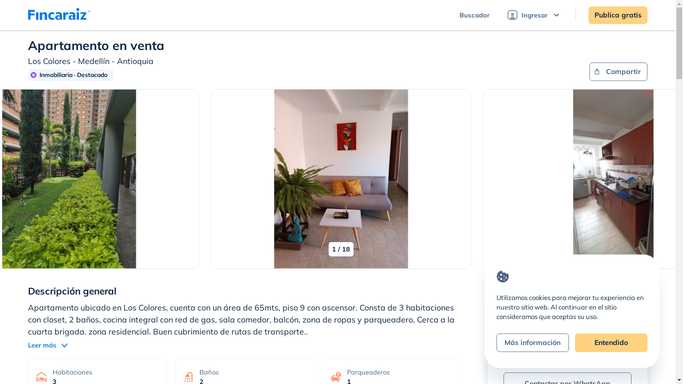 Fincaraiz
Buscador
Ingresar
Publica gratis
Apartamento en venta
Los Colores - Medellín - Antioquia
Inmobiliaria · Destacado
Compartir
1 / 18
Descripción general
Apartamento ubicado en Los Colores, cuenta con un área de 65mts, piso 9 con ascensor. Consta de 3 habitaciones
con closet, 2 baños, cocina integral con red de gas, sala comedor, balcón, zona de ropas y parqueadero. Cerca a la
cuarta brigada. zona residencial. Buen cubrimiento de rutas de transporte..
Leer más
Habitaciones
3
Baños
2
Parqueaderos
1
Utilizamos cookies para mejorar tu experiencia en
nuestro sitio web. Al continuar en el sitio
consideramos que aceptas su uso.
Más información
Entendido
Contactar por WhatsApp